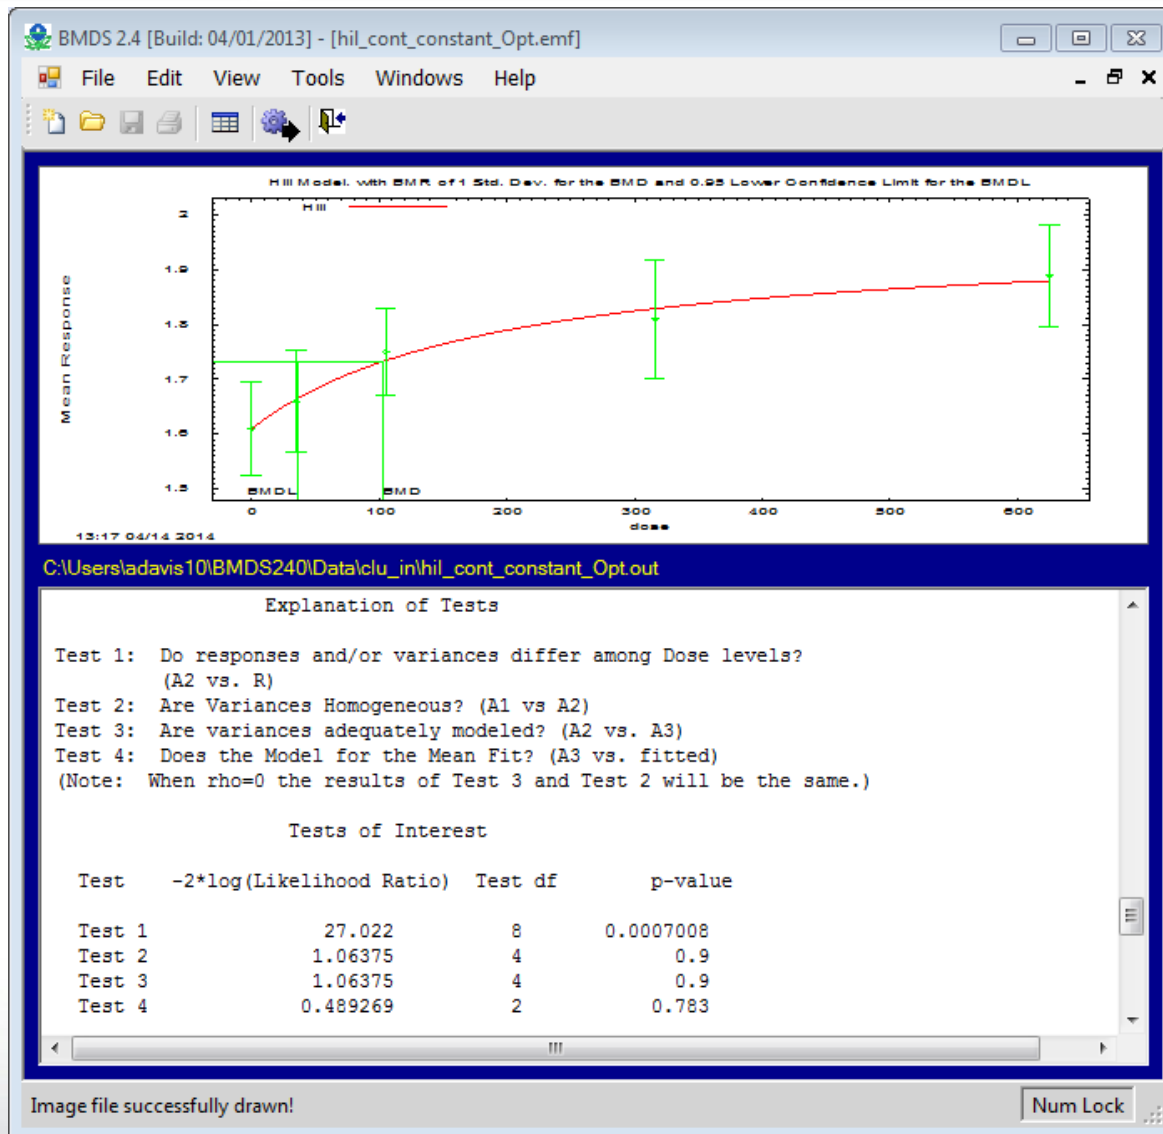 BMDS 2.4 [Build: 04/01/2013] - [hil_cont_constant_Opt.emf]
File Edit View Tools Windows Help
Hill Model, with BMR of 1 Std. Dev. for the BMD and 0.95 Lower Confidence Limit for the BMDL
Hill
2
1.9
1.8
1.7
1.6
1.5
Mean Response
BMDL BMD
0 100 200 300 400 500 600
dose
13:17 04/14 2014
C:\Users\adavis10\BMDS240\Data\clu_in\hil_cont_constant_Opt.out
Explanation of Tests
Test 1: Do responses and/or variances differ among Dose levels?
(A2 vs. R)
Test 2: Are Variances Homogeneous? (A1 vs A2)
Test 3: Are variances adequately modeled? (A2 vs. A3)
Test 4: Does the Model for the Mean Fit? (A3 vs. fitted)
(Note: When rho=0 the results of Test 3 and Test 2 will be the same.)
Tests of Interest
Test -2*log(Likelihood Ratio) Test df p-value
Test 1 27.022 8 0.0007008
Test 2 1.06375 4 0.9
Test 3 1.06375 4 0.9
Test 4 0.489269 2 0.783
Image file successfully drawn! Num Lock